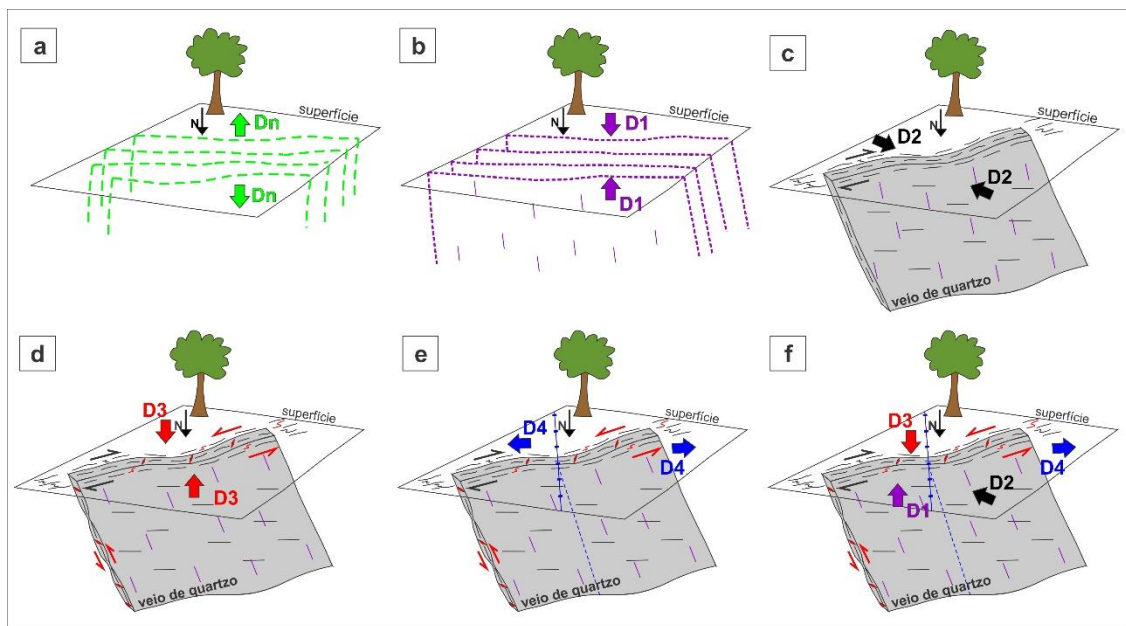 a
superfície
N
Dn
Dn
b
superfície
N
D1
D1
c
superfície
N
D2
D2
veio de quartzo
d
superfície
D3
N
D3
veio de quartzo
e
superfície
D4
N
D4
veio de quartzo
f
superfície
D3
N
D4
D2
D1
veio de quartzo